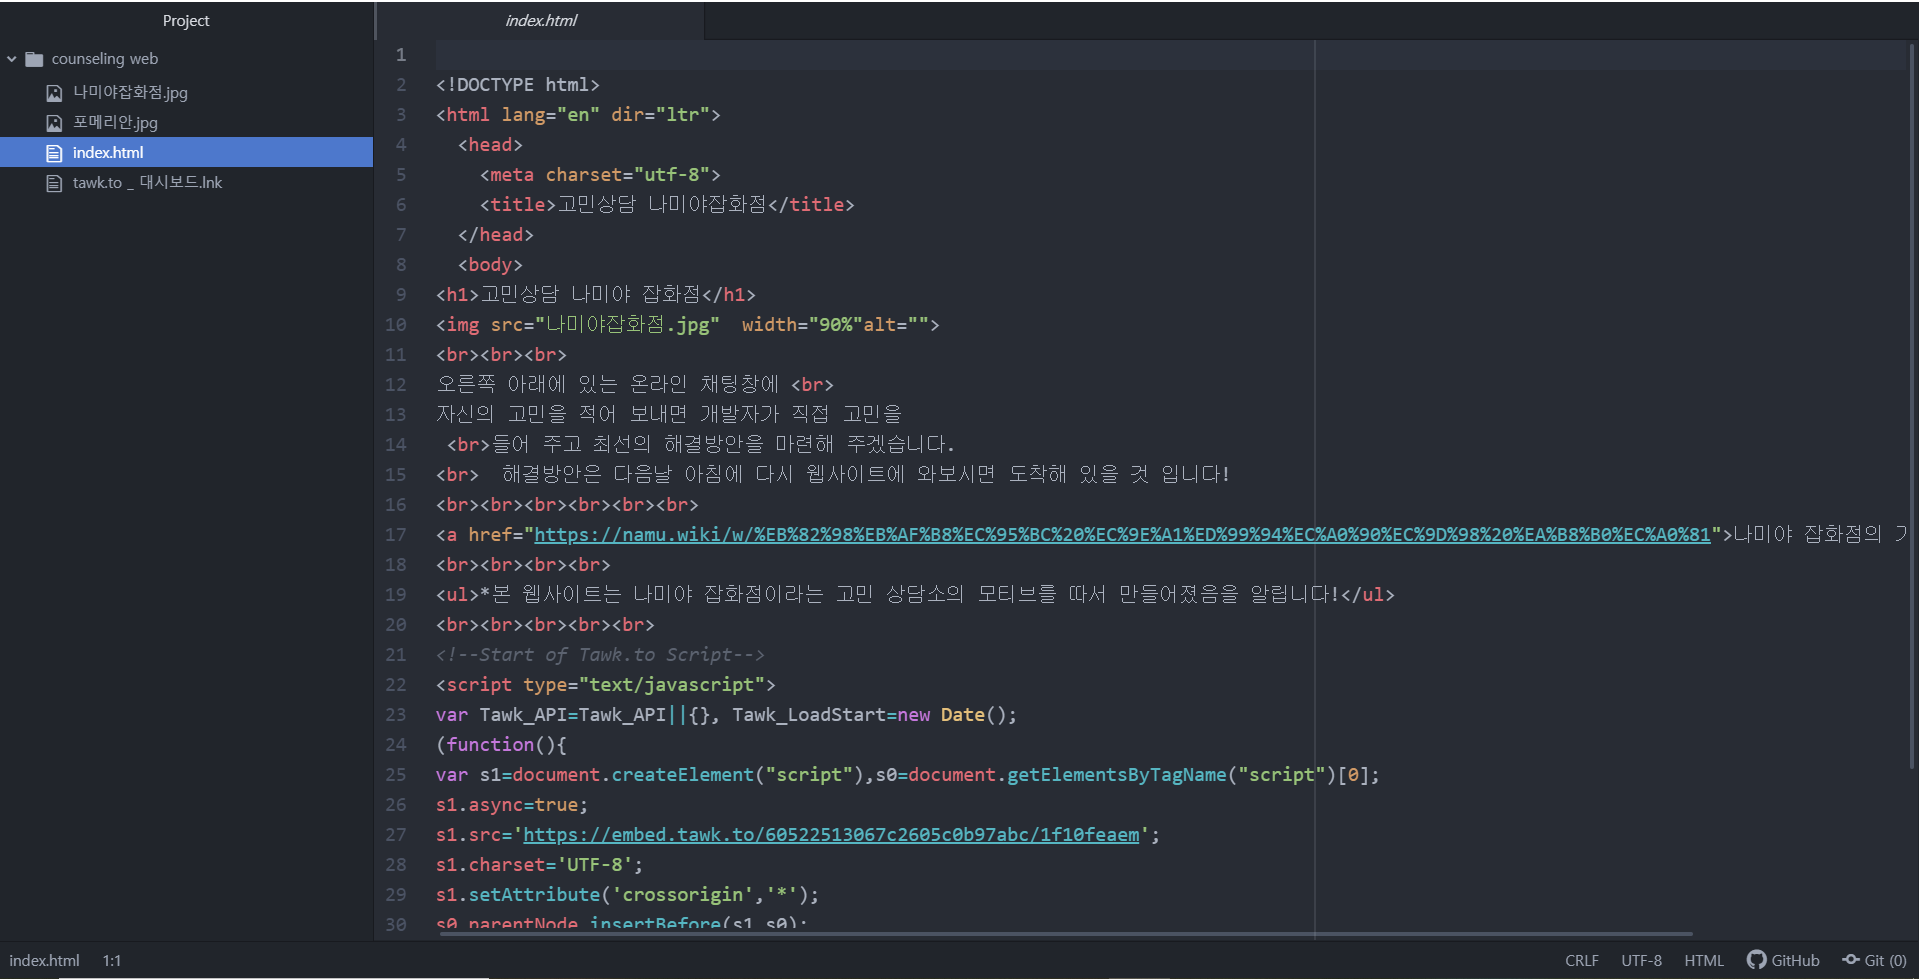 Project
index.html
counseling web
나미야잡화점.jpg
포메리안.jpg
index.html
tawk.to _ 대시보드.lnk
1
2 <!DOCTYPE html>
3 <html lang="en" dir="ltr">
4 <head>
5 <meta charset="utf-8">
6 <title>고민상담 나미야잡화점</title>
7 </head>
8 <body>
9 <h1>고민상담 나미야 잡화점</h1>
10 <img src="나미야잡화점.jpg"  width="90%"alt="">
11 <br><br><br>
12 오른쪽 아래에 있는 온라인 채팅창에 <br>
13 자신의 고민을 적어 보내면 개발자가 직접 고민을
14 <br>들어 주고 최선의 해결방안을 마련해 주겠습니다.
15 <br>  해결방안은 다음날 아침에 다시 웹사이트에 와보시면 도착해 있을 것 입니다!
16 <br><br><br><br><br><br>
17 <a href="https://namu.wiki/w/%EB%82%98%EB%AF%B8%EC%95%BC%20%EC%9E%A1%ED%99%94%EC%A0%90%EC%9D%98%20%EA%B8%B0%EC%A0%81">나미야 잡화점의
18 <br><br><br><br>
19 <ul>*본 웹사이트는 나미야 잡화점이라는 고민 상담소의 모티브를 따서 만들어졌음을 알립니다!</ul>
20 <br><br><br><br><br>
21 <!--Start of Tawk.to Script-->
22 <script type="text/javascript">
23 var Tawk_API=Tawk_API||{}, Tawk_LoadStart=new Date();
24 (function(){
25 var s1=document.createElement("script"),s0=document.getElementsByTagName("script")[0];
26 s1.async=true;
27 s1.src='https://embed.tawk.to/60522513067c2605c0b97abc/1f10feaem';
28 s1.charset='UTF-8';
29 s1.setAttribute('crossorigin','*');
30 s0.parentNode.insertBefore(s1,s0);
index.html 1:1 CRLF UTF-8 HTML GitHub Git (0)